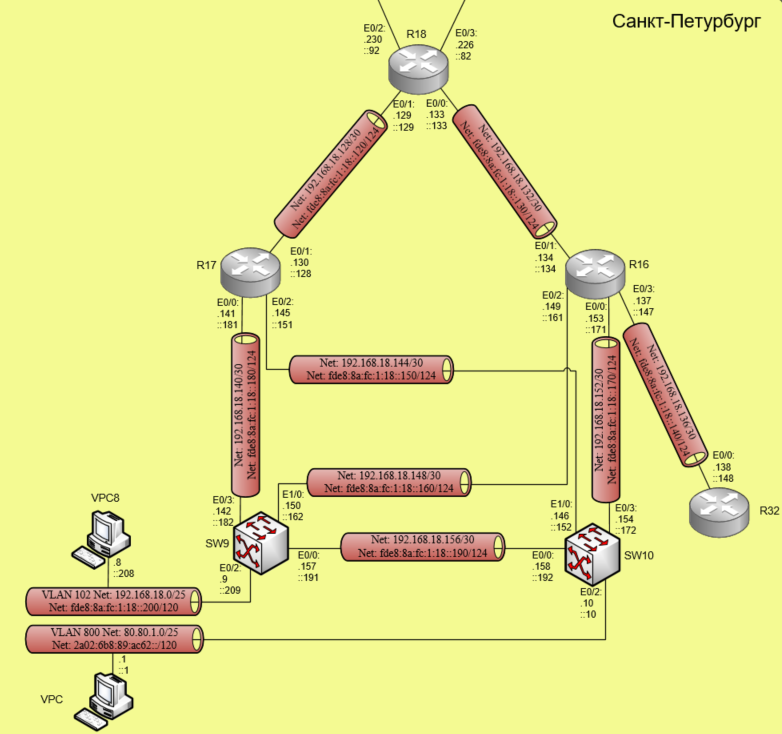 Санкт-Петурбург
E0/2:
.230
::92
R18
E0/3:
.226
::82
E0/1:
.129
::129
E0/0:
.133
::133
Net: 192.168.18.128/30
Net: fde8:8a:fc:1:18::120/124
Net: 192.168.18.132/30
Net: fde8:8a:fc:1:18::130/124
R17
E0/1:
.130
::128
E0/1:
.134
::134
R16
E0/0:
.141
::181
E0/2:
.145
::151
E0/2:
.149
::161
E0/0:
.153
::171
E0/3:
.137
::147
Net: 192.168.18.140/30
Net: fde8:8a:fc:1:18::180/124
Net: 192.168.18.144/30
Net: fde8:8a:fc:1:18::150/124
Net: 192.168.18.152/30
Net: fde8:8a:fc:1:18::170/124
Net: 192.168.18.136/30
Net: fde8:8a:fc:1:18::140/124
E0/0:
.138
::148
R32
Net: 192.168.18.148/30
Net: fde8:8a:fc:1:18::160/124
VPC8
E0/3:
.142
::182
E1/0:
.150
::162
E1/0:
.146
::152
E0/3:
.154
::172
SW9
Net: 192.168.18.156/30
Net: fde8:8a:fc:1:18::190/124
SW10
E0/0:
.157
::191
E0/0:
.158
::192
.8
::208
E0/2:
.9
::209
E0/2:
.10
::10
VLAN 102 Net: 192.168.18.0/25
Net: fde8:8a:fc:1:18::200/120
VLAN 800 Net: 80.80.1.0/25
Net: 2a02:6b8:89:ac62::/120
.1
::1
VPC